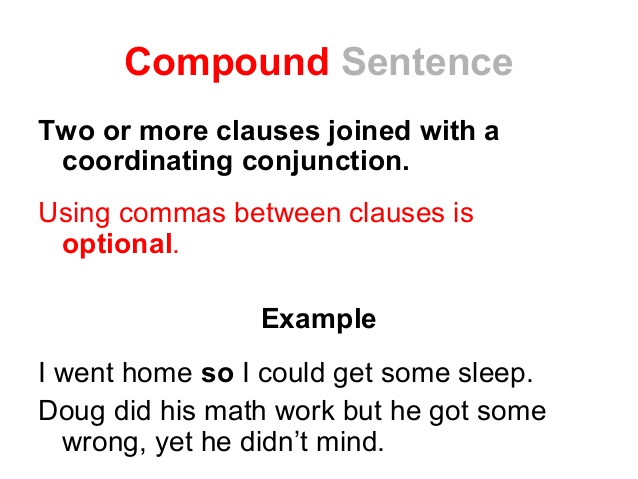 Compound Sentence
Two or more clauses joined with a
coordinating conjunction.
Using commas between clauses is
optional.
Example
I went home so I could get some sleep.
Doug did his math work but he got some
wrong, yet he didn’t mind.